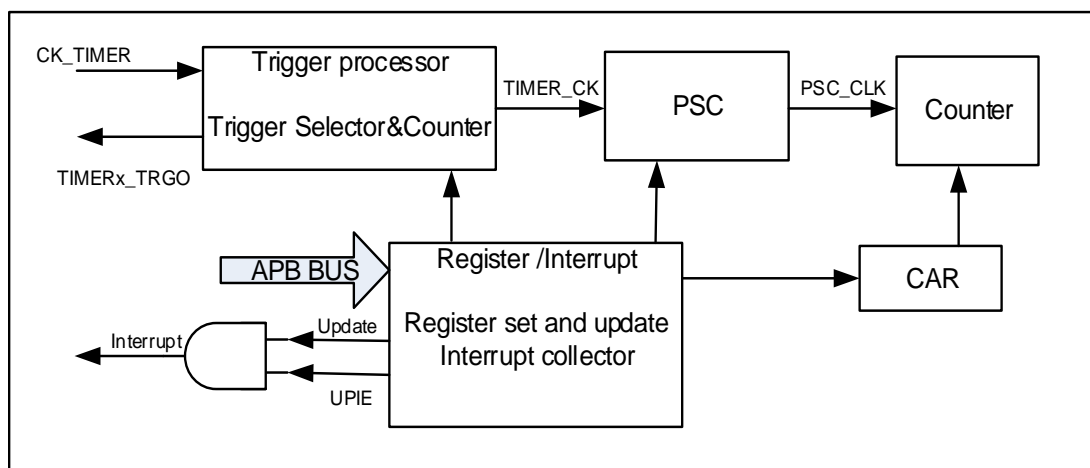 CK_TIMER
Trigger processor
Trigger Selector&Counter
TIMERx_TRGO
TIMER_CK
PSC
PSC_CLK
Counter
APB BUS
Register /Interrupt
Register set and update
Interrupt collector
CAR
Interrupt
Update
UPIE